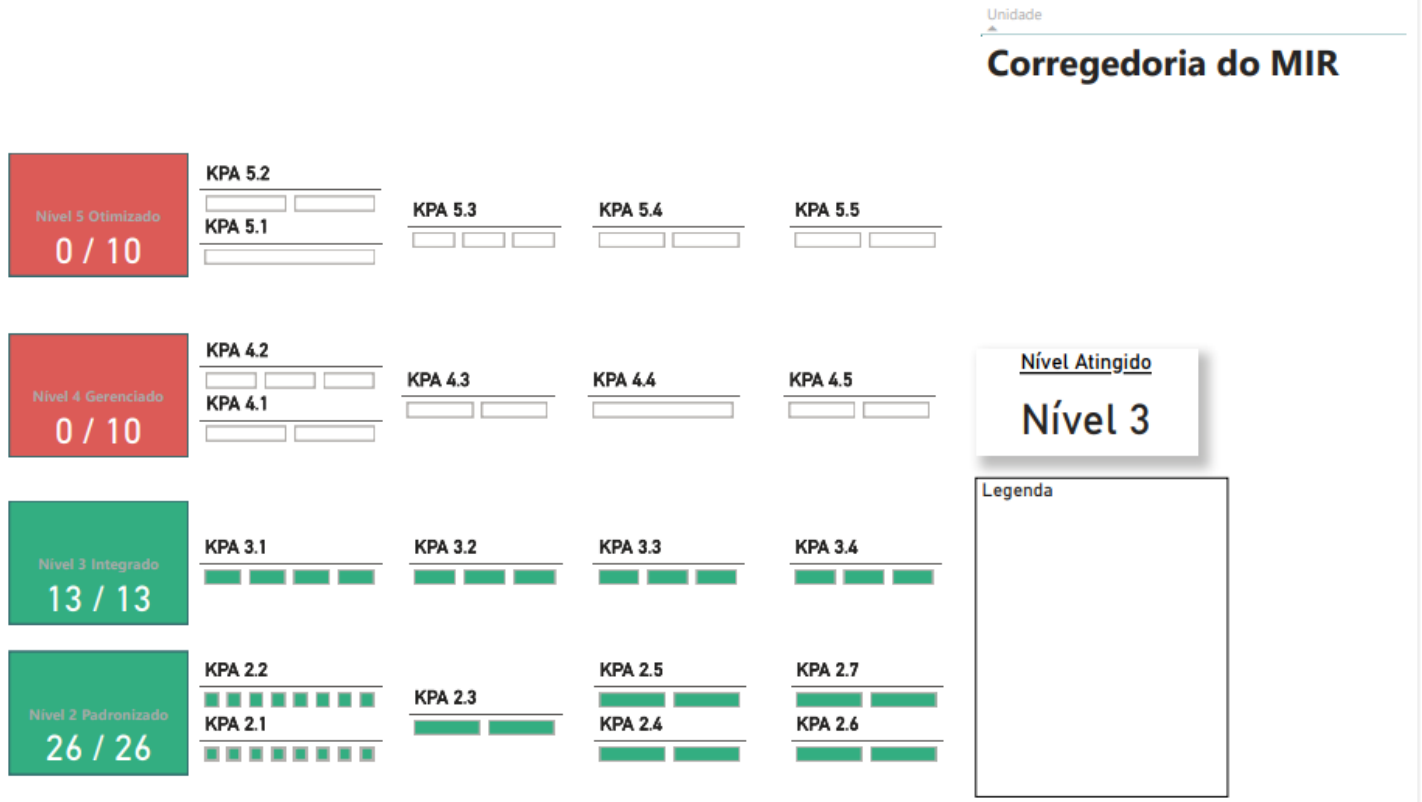 Unidade
Corregedoria do MIR
Nível 5 Otimizado
0 / 10
KPA 5.2
KPA 5.1
KPA 5.3
KPA 5.4
KPA 5.5
Nível 4 Gerenciado
0 / 10
KPA 4.2
KPA 4.1
KPA 4.3
KPA 4.4
KPA 4.5
Nível Atingido
Nível 3
Legenda
Nível 3 Integrado
13 / 13
KPA 3.1
KPA 3.2
KPA 3.3
KPA 3.4
Nível 2 Padronizado
26 / 26
KPA 2.2
KPA 2.1
KPA 2.3
KPA 2.5
KPA 2.4
KPA 2.7
KPA 2.6